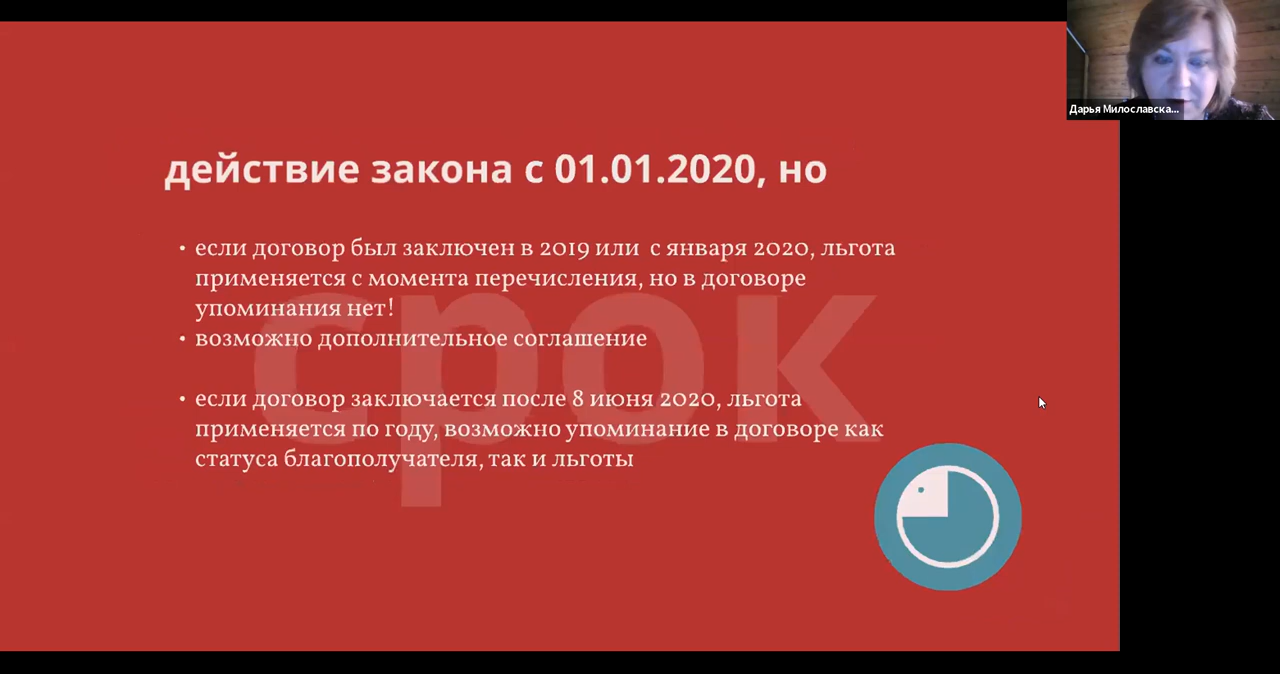 Дарья Милославска...
действие закона с 01.01.2020, но
• если договор был заключен в 2019 или с января 2020, льгота
применяется с момента перечисления, но в договоре
упоминания нет!
• возможно дополнительное соглашение
• если договор заключается после 8 июня 2020, льгота
применяется по году, возможно упоминание в договоре как
статуса благополучателя, так и льготы
срок